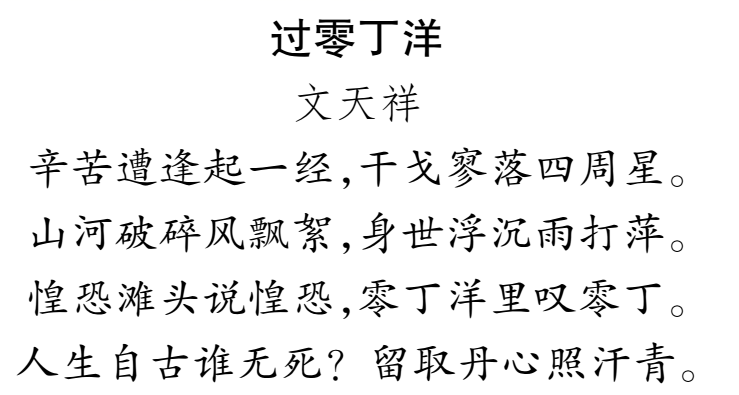 过零丁洋
文天祥
辛苦遭逢起一经,干戈寥落四周星。
山河破碎风飘絮,身世浮沉雨打萍。
惶恐滩头说惶恐,零丁洋里叹零丁。
人生自古谁无死?留取丹心照汗青。